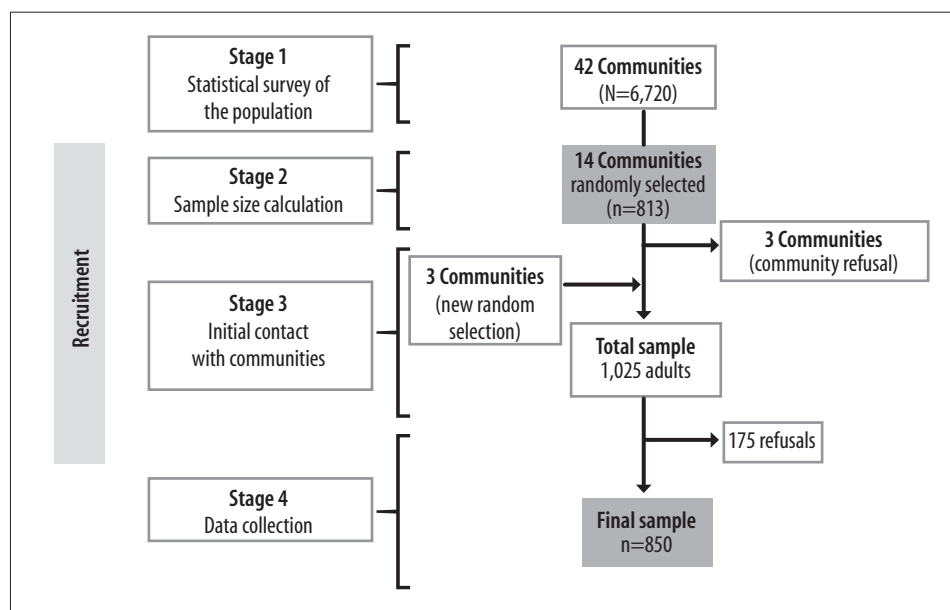 Recruitment
Stage 1
Statistical survey of
the population
Stage 2
Sample size calculation
Stage 3
Initial contact
with communities
Stage 4
Data collection
42 Communities
(N=6,720)
14 Communities
randomly selected
(n=813)
3 Communities
(community refusal)
3 Communities
(new random
selection)
Total sample
1,025 adults
175 refusals
Final sample
n=850